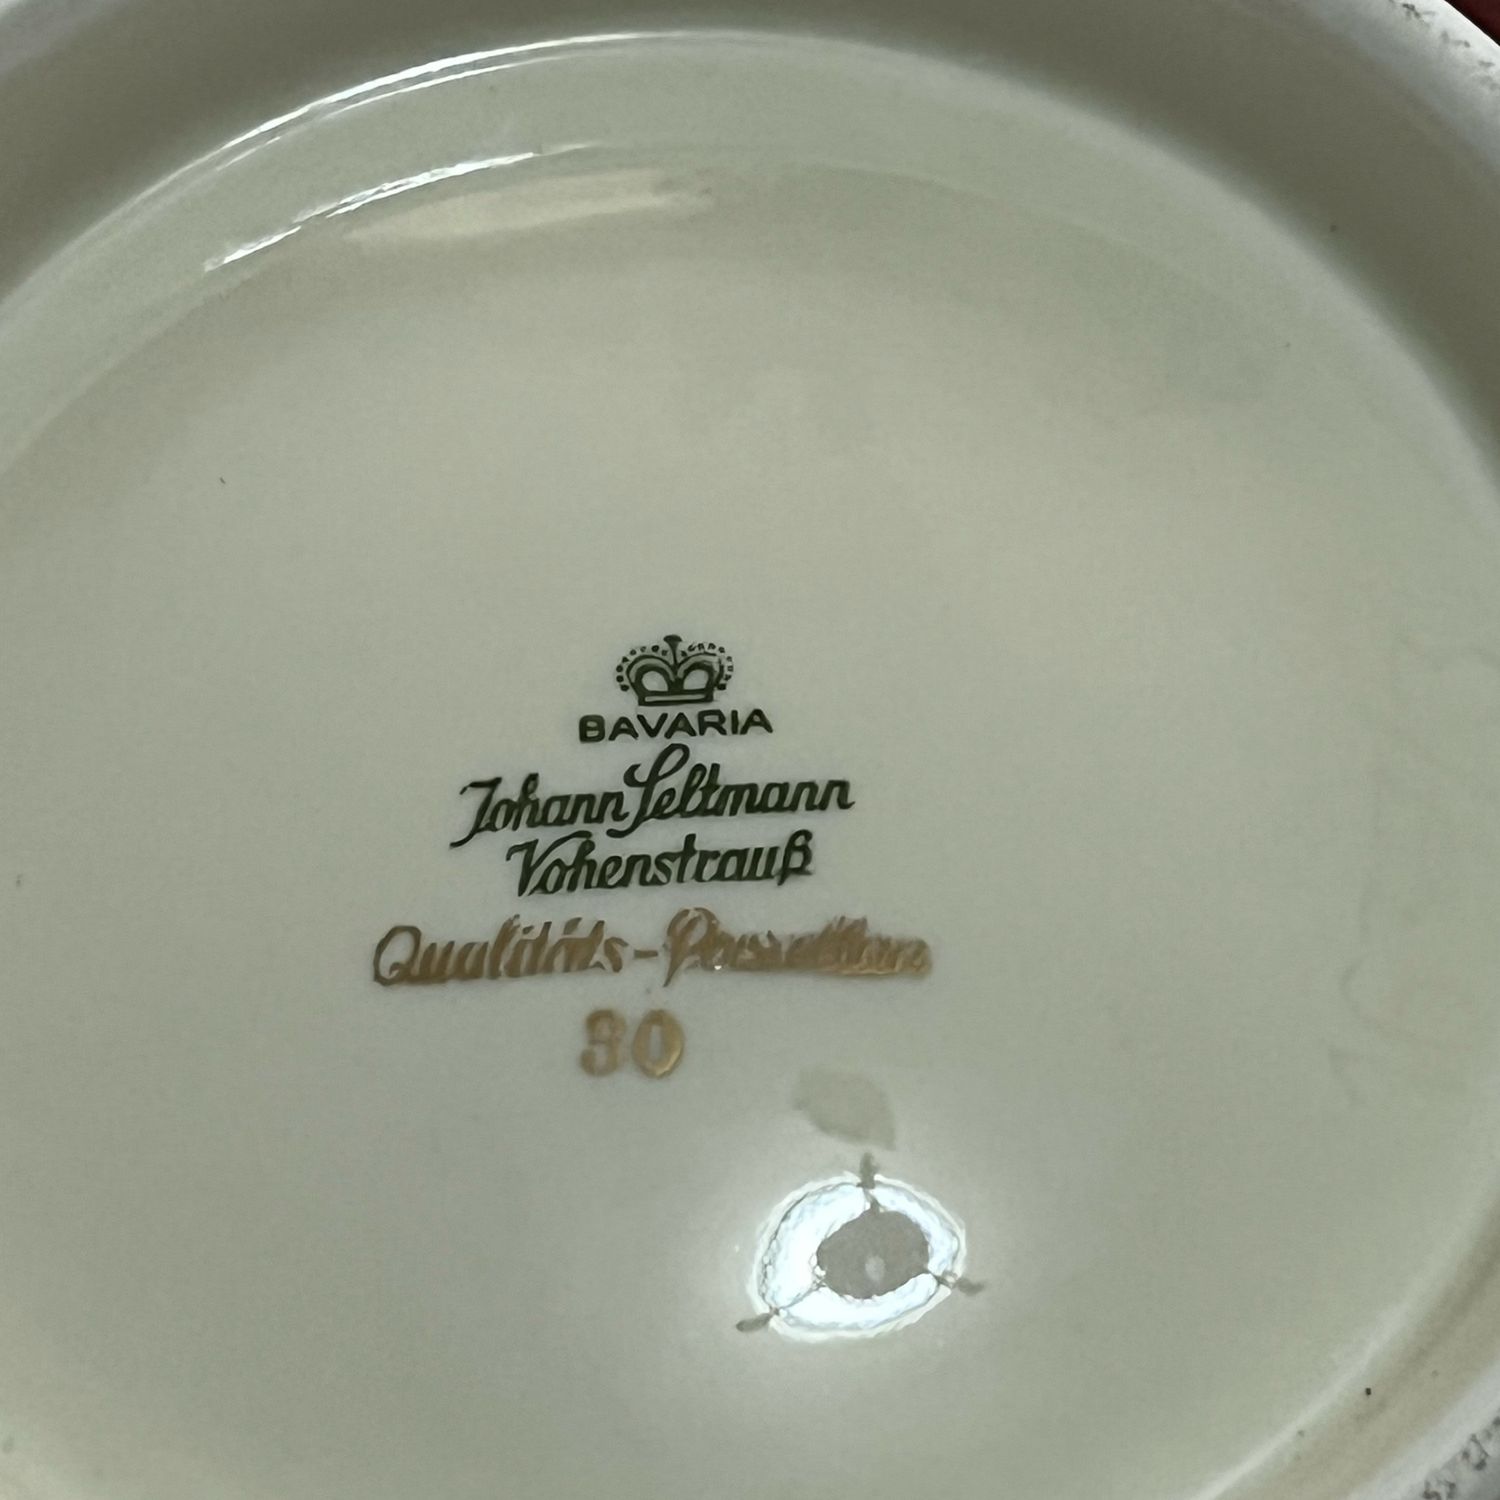 BAVARIA
Johann Seltmann
Vohenstrauß
Qualitäts-Porzellan
30